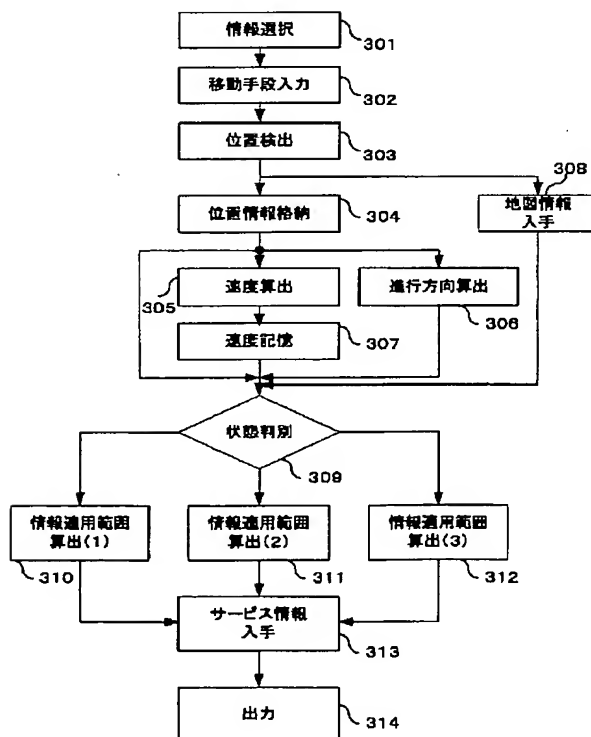 情報選択
301
移動手段入力
302
位置検出
303
308
位置情報格納
304
地図情報
入手
速度算出
305
進行方向算出
306
速度記憶
307
状態判別
309
情報適用範囲
算出(1)
310
情報適用範囲
算出(2)
311
情報適用範囲
算出(3)
312
サービス情報
入手
313
出力
314